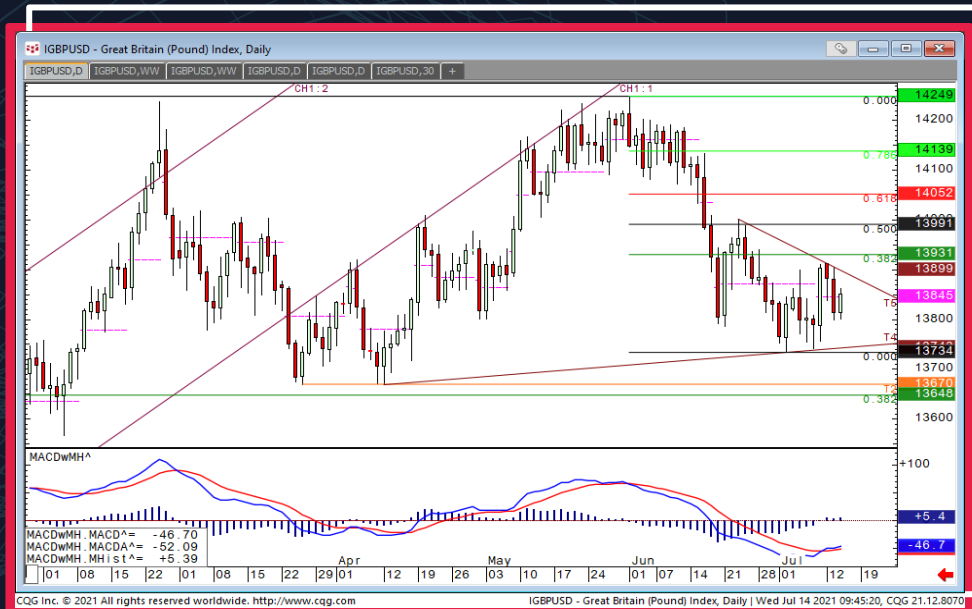 IGBPUSD - Great Britain (Pound) Index, Daily
IGBPUSD,D IGBPUSD,WW IGBPUSD,WW IGBPUSD,D IGBPUSD,D IGBPUSD,30 +
CH1:2 CH1:1
0.000 14249
14200
14139
0.786
14100
14052
0.618
13991
0.500
13931
0.382
13899
13845
T5
13800
T4
13734
0.000
13700
13670
13648
0.382
13600
MACDwMH^
+100
+5.4
-46.7
MACDwMH.MACD^= -46.70
MACDwMH.MACDA^= -52.09
MACDwMH.MHist^= +5.39
Apr May Jun Jul
01 08 15 22 01 08 15 22 29 01 12 19 26 03 10 17 24 01 07 14 21 28 01 12 19
CQG Inc. © 2021 All rights reserved worldwide. http://www.cqg.com
IGBPUSD - Great Britain (Pound) Index, Daily | Wed Jul 14 2021 09:45:20, CQG 21.12.8070